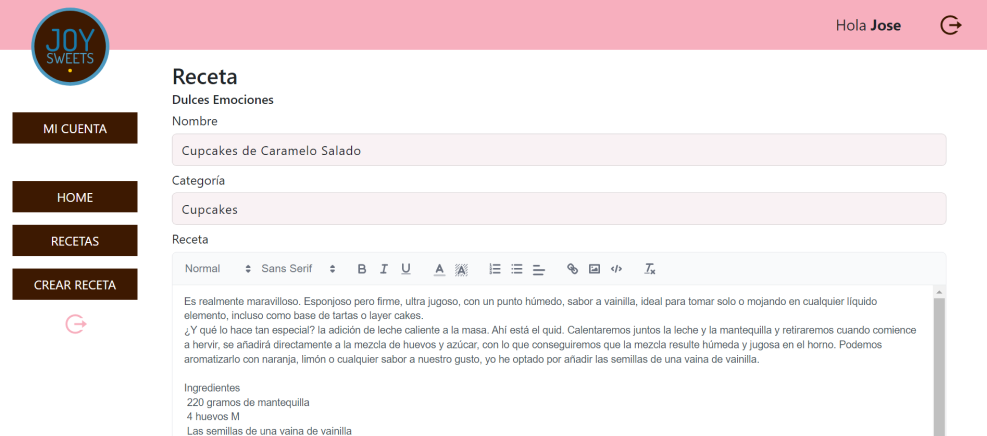 JOY
SWEETS
Hola Jose
MI CUENTA
HOME
RECETAS
CREAR RECETA
Receta
Dulces Emociones
Nombre
Cupcakes de Caramelo Salado
Categoría
Cupcakes
Receta
Normal Sans Serif B I U A A
Es realmente maravilloso. Esponjoso pero firme, ultra jugoso, con un punto húmedo, sabor a vainilla, ideal para tomar solo o mojando en cualquier líquido
elemento, incluso como base de tartas o layer cakes.
¿Y qué lo hace tan especial? la adición de leche caliente a la masa. Ahí está el quid. Calentaremos juntos la leche y la mantequilla y retiraremos cuando comience
a hervir, se añadirá directamente a la mezcla de huevos y azúcar, con lo que conseguiremos que la mezcla resulte húmeda y jugosa en el horno. Podemos
aromatizarlo con naranja, limón o cualquier sabor a nuestro gusto, yo he optado por añadir las semillas de una vaina de vainilla.
Ingredientes
220 gramos de mantequilla
4 huevos M
Las semillas de una vaina de vainilla